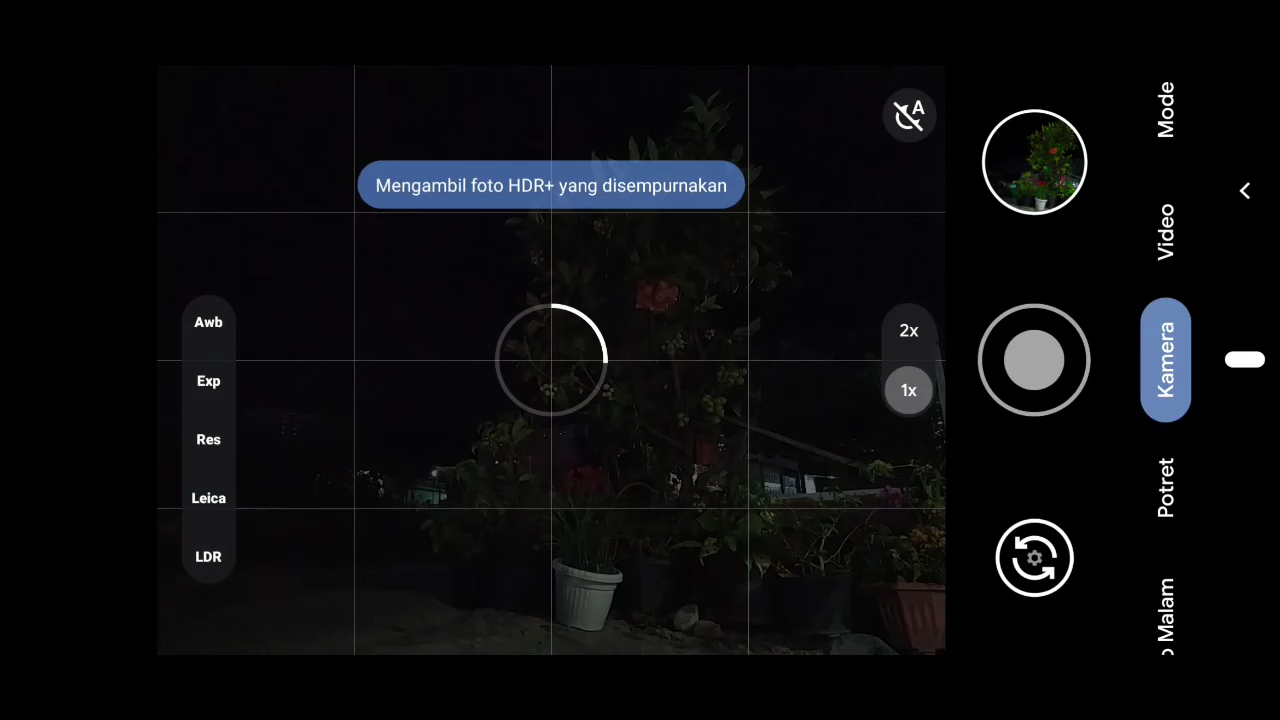 A
Mengambil foto HDR+ yang disempurnakan
Awb
Exp
Res
Leica
LDR
2x
1x
Mode
Video
Kamera
Potret
o Malam